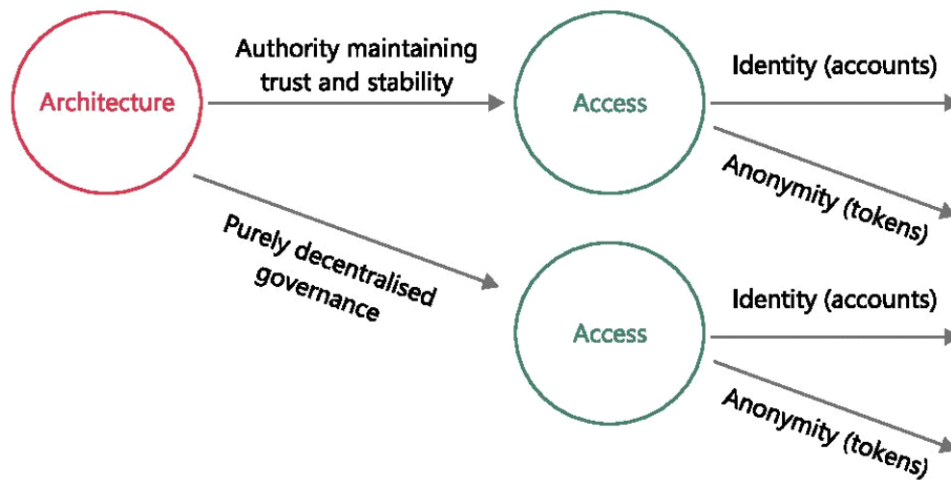 Authority maintaining
trust and stability
Identity (accounts)
Architecture
Access
Anonymity (tokens)
Purely decentralised
governance
Identity (accounts)
Access
Anonymity (tokens)